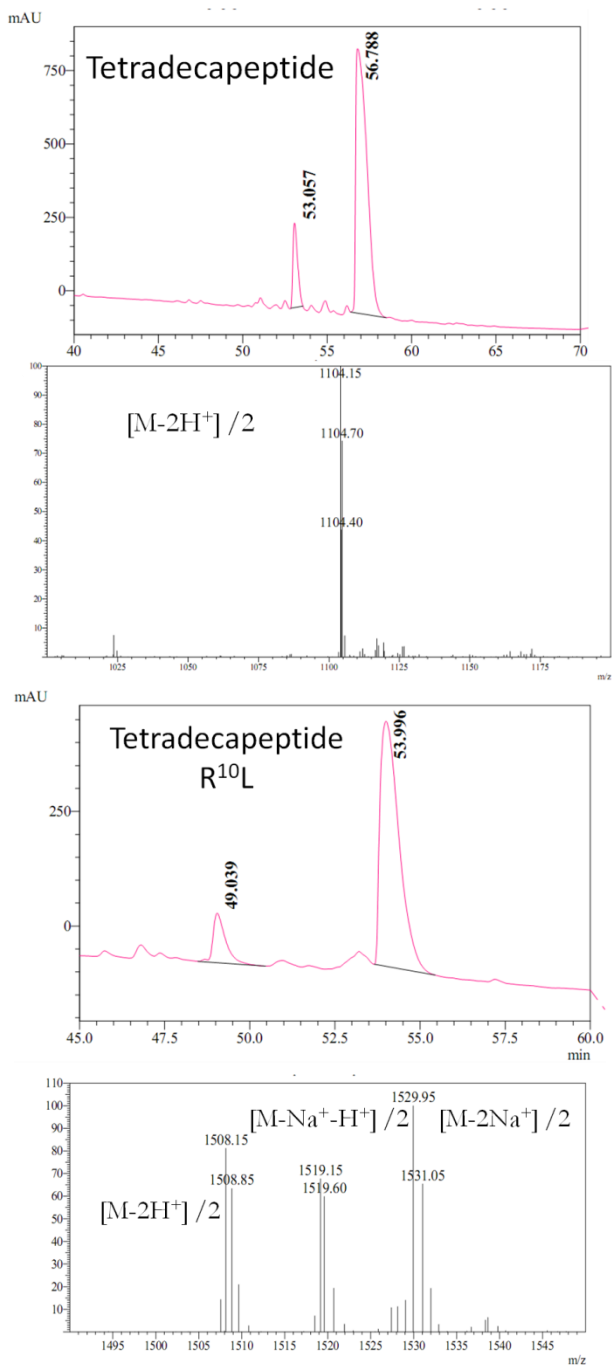 mAU
Tetradecapeptide
56.788
53.057
750
500
250
0
40 45 50 55 60 65 70
100
90
80
70
60
50
40
30
20
10
1104.15
1104.70
1104.40
[M-2H⁺] /2
1025 1050 1075 1100 1125 1150 1175
m/z
mAU
Tetradecapeptide
R¹⁰L
53.996
49.039
250
0
45.0 47.5 50.0 52.5 55.0 57.5 60.0
min
110
100
90
80
70
60
50
40
30
20
10
1529.95
[M-Na⁺-H⁺] /2 [M-2Na⁺] /2
1508.15
1508.85
1519.15
1519.60
1531.05
[M-2H⁺] /2
1495 1500 1505 1510 1515 1520 1525 1530 1535 1540 1545
m/z